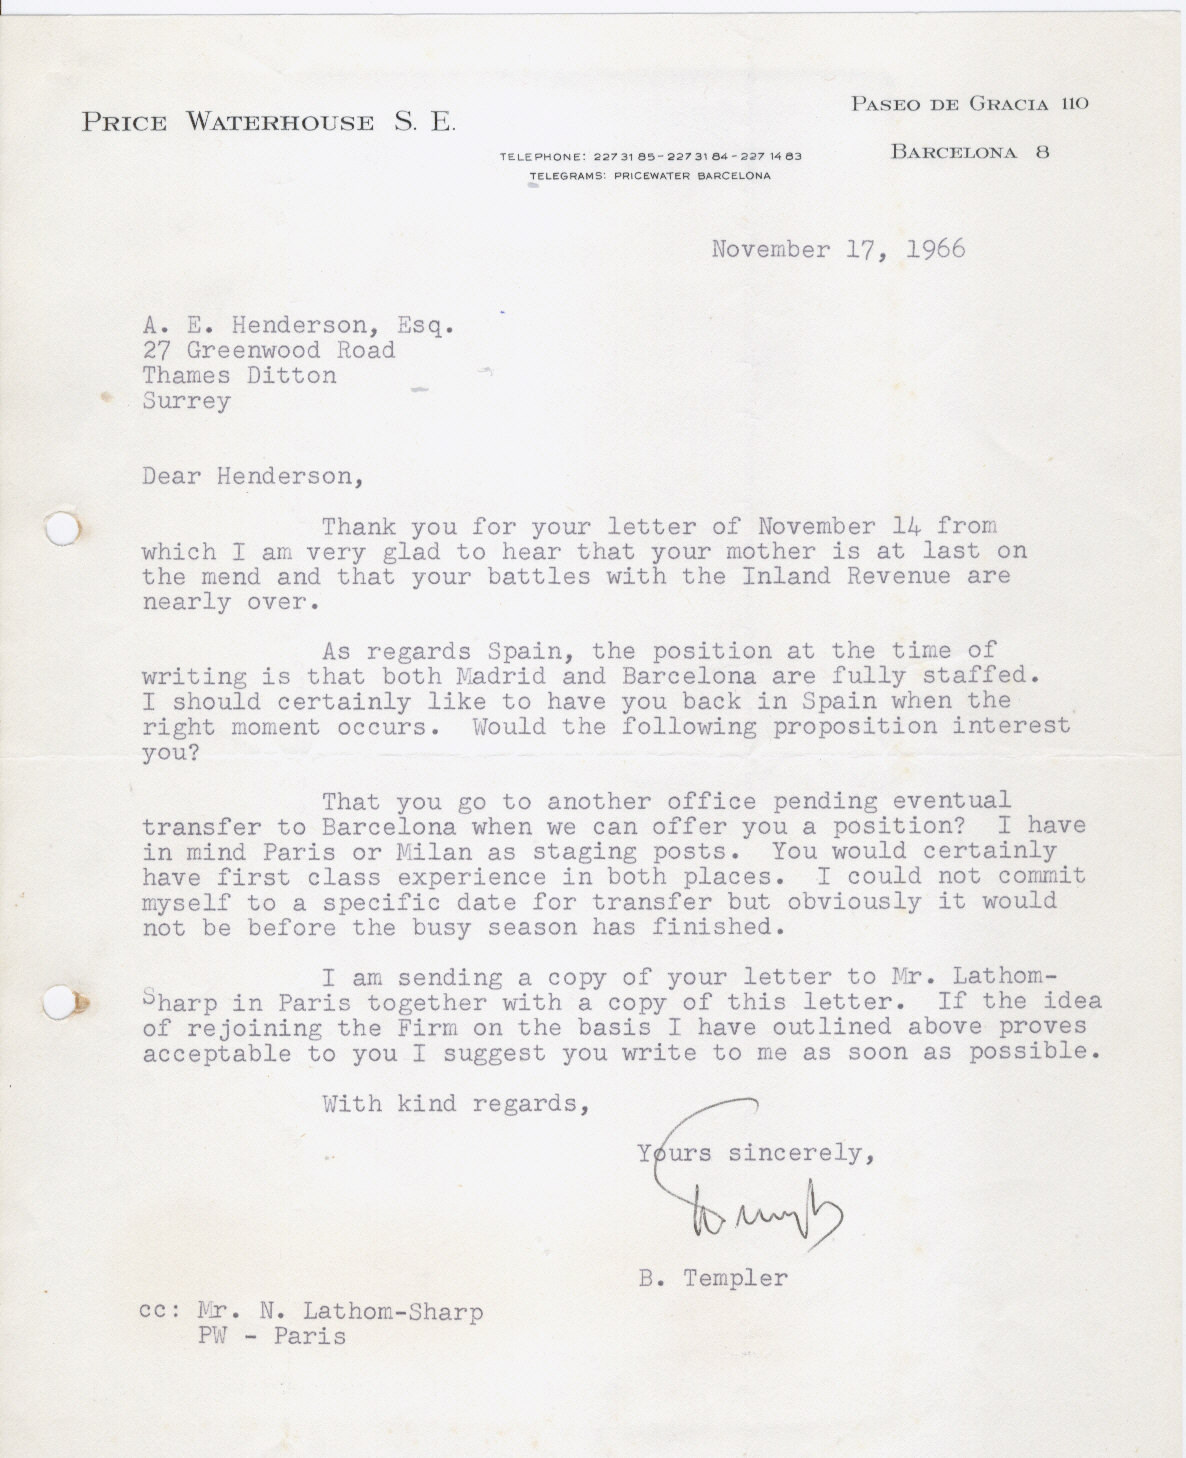 PRICE WATERHOUSE S. E.
PASEO DE GRACIA 110
BARCELONA 8
TELEPHONE: 227 31 85 - 227 31 84 - 227 14 83
TELEGRAMS: PRICEWATER BARCELONA
November 17, 1966
A. E. Henderson, Esq.
27 Greenwood Road
Thames Ditton
Surrey
Dear Henderson,
Thank you for your letter of November 14 from
which I am very glad to hear that your mother is at last on
the mend and that your battles with the Inland Revenue are
nearly over.
As regards Spain, the position at the time of
writing is that both Madrid and Barcelona are fully staffed.
I should certainly like to have you back in Spain when the
right moment occurs. Would the following proposition interest
you?
That you go to another office pending eventual
transfer to Barcelona when we can offer you a position? I have
in mind Paris or Milan as staging posts. You would certainly
have first class experience in both places. I could not commit
myself to a specific date for transfer but obviously it would
not be before the busy season has finished.
I am sending a copy of your letter to Mr. Lathom-
Sharp in Paris together with a copy of this letter. If the idea
of rejoining the Firm on the basis I have outlined above proves
acceptable to you I suggest you write to me as soon as possible.
With kind regards,
Yours sincerely,
B. Templer
cc: Mr. N. Lathom-Sharp
PW - Paris